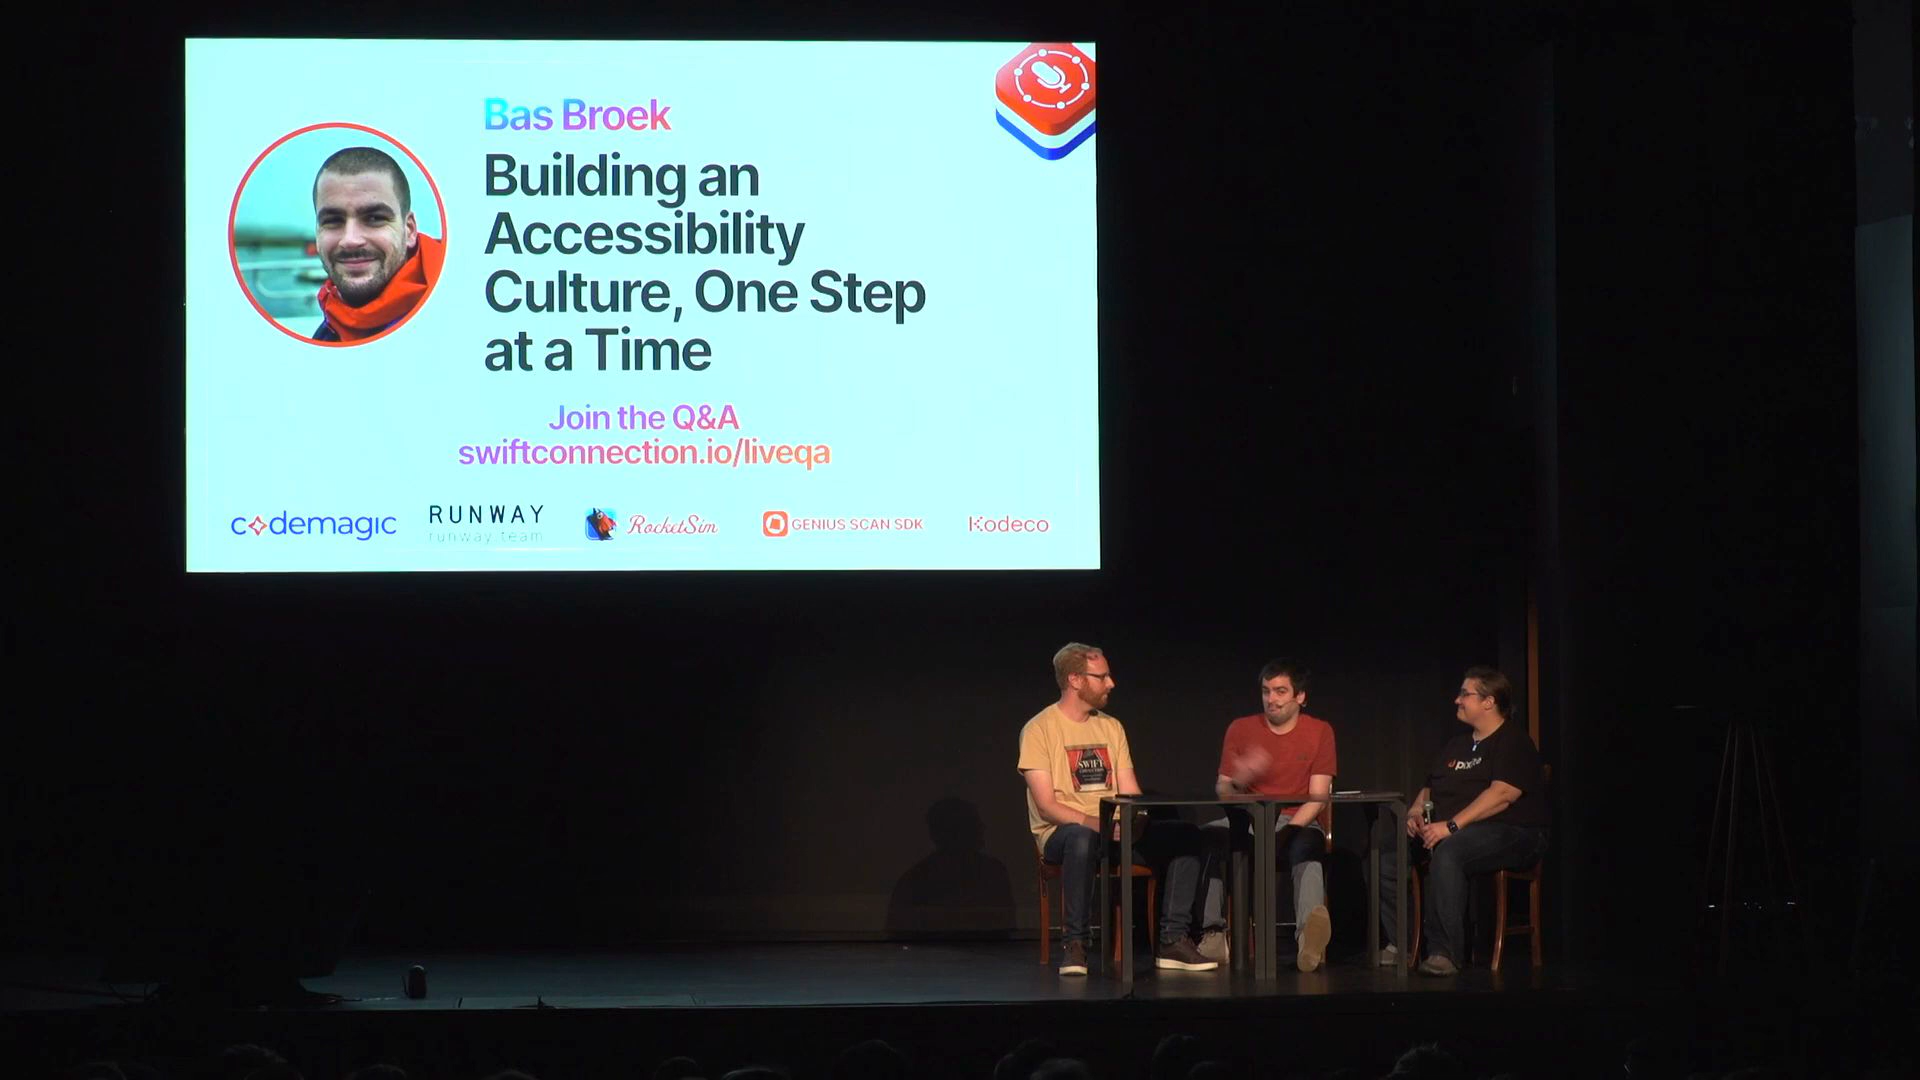 Bas Broek
Building an
Accessibility
Culture, One Step
at a Time
Join the Q&A
swiftconnection.io/liveqa
codemagic
RUNWAY
runway.team
RocketSim
GENIUS SCAN SDK
Kodeco
SWIFT